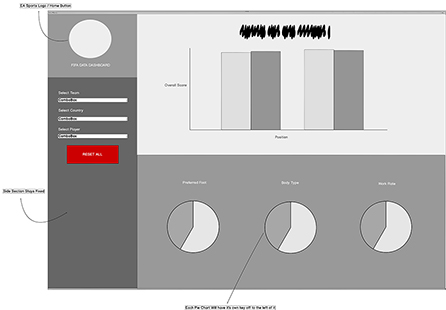 EA Sports Logo / Home Button
FIFA DATA DASHBOARD
Select Team
ComboBox
Select Country
ComboBox
Select Player
ComboBox
RESET ALL
Side Section Stays Fixed
Overall Score
Position
Preferred Foot
Body Type
Work Rate
Each Pie Chart Will have it's own key off to the left of it